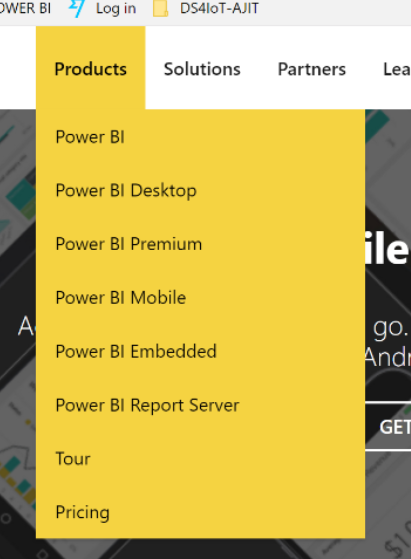 OWER BI Log in DS4IoT-AJIT
Products Solutions Partners Lea
Power BI
Power BI Desktop
Power BI Premium
ile
Power BI Mobile
A go.
Power BI Embedded Andr
Power BI Report Server
GET
Tour
Pricing